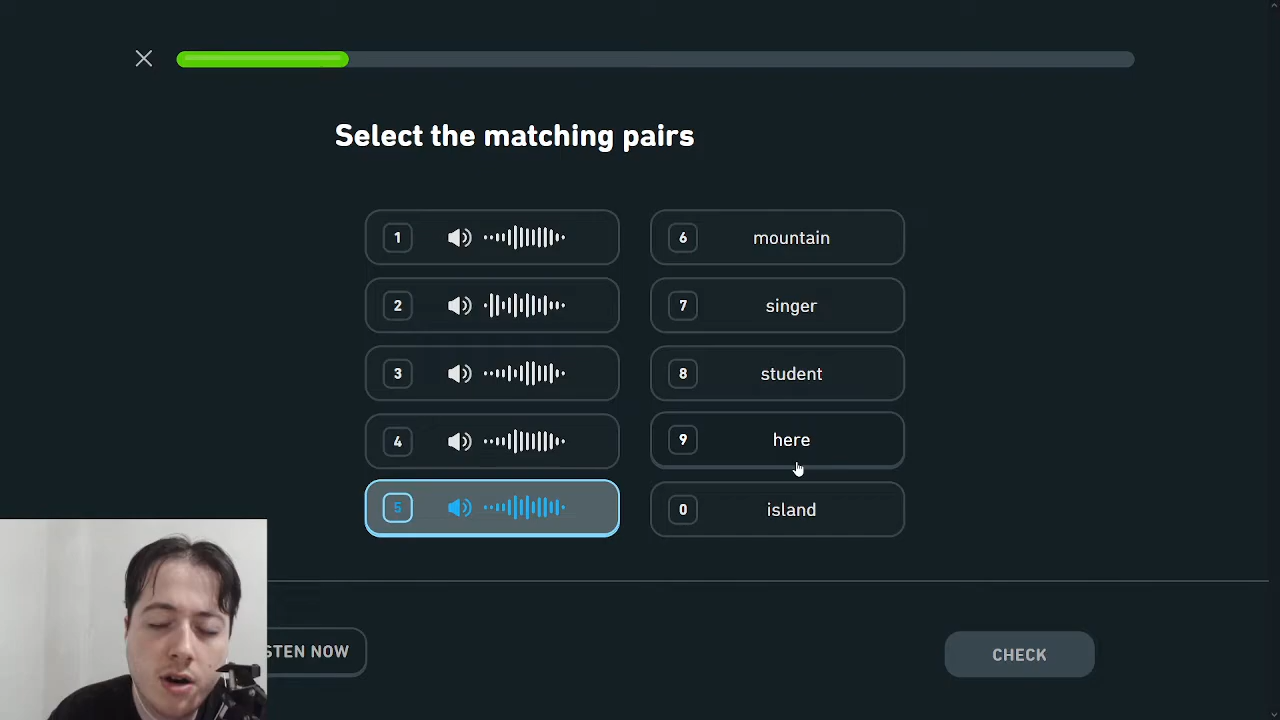 Select the matching pairs
1
6 mountain
2
7 singer
3
8 student
4
9 here
5
0 island
STEN NOW
CHECK